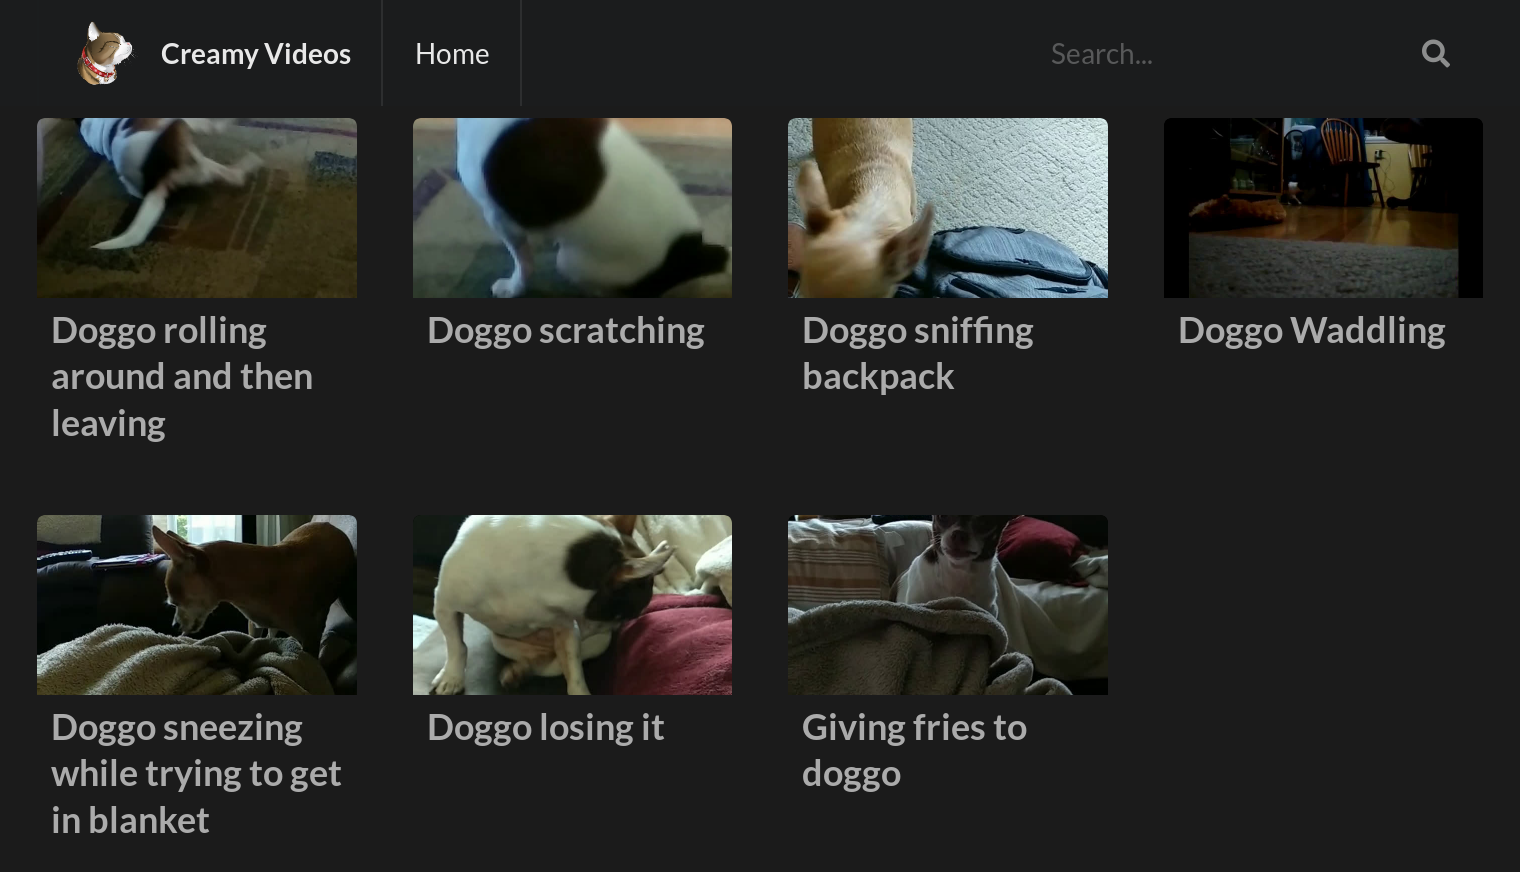 Creamy Videos
Home
Search...
Doggo rolling
around and then
leaving
Doggo scratching
Doggo sniffing
backpack
Doggo Waddling
Doggo sneezing
while trying to get
in blanket
Doggo losing it
Giving fries to
doggo